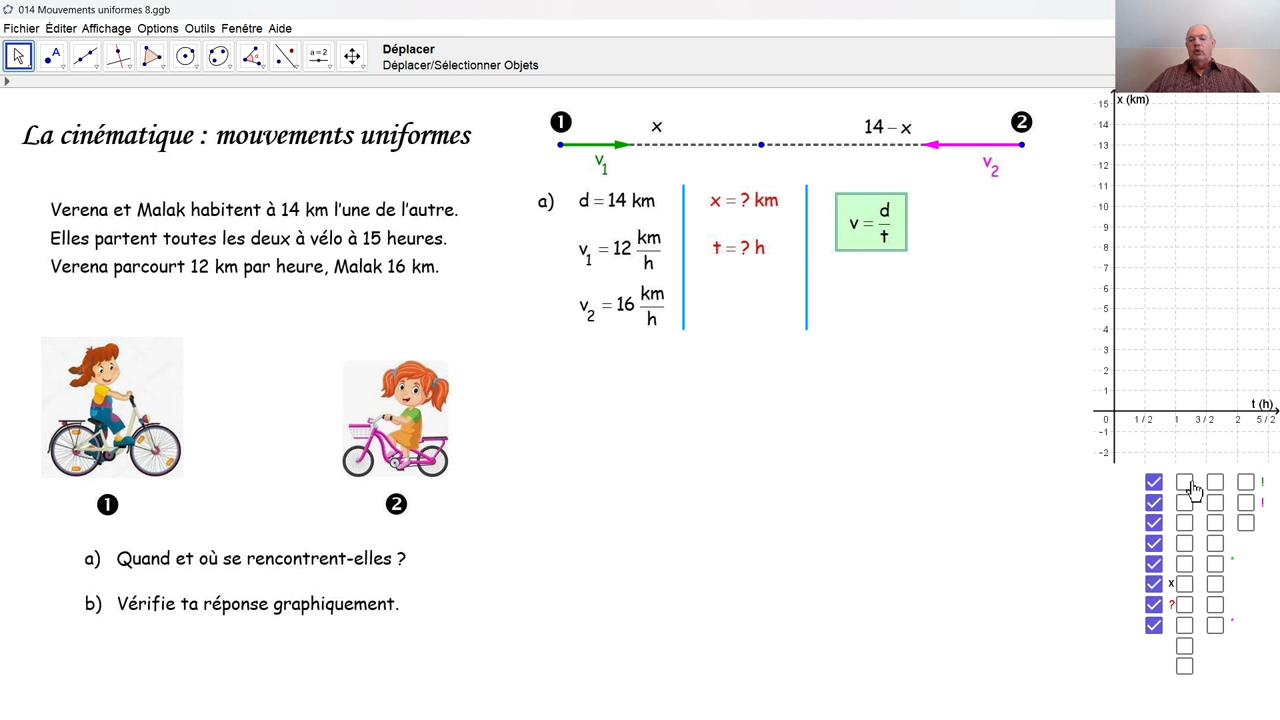 014 Mouvements uniformes 8.ggb
Fichier Éditer Affichage Options Outils Fenêtre Aide
A
a=2
Déplacer
Déplacer/Sélectionner Objets
La cinématique : mouvements uniformes
Verena et Malak habitent à 14 km l'une de l'autre.
Elles partent toutes les deux à vélo à 15 heures.
Verena parcourt 12 km par heure, Malak 16 km.
❶
❷
a) Quand et où se rencontrent-elles ?
b) Vérifie ta réponse graphiquement.
❶ x 14 – x ❷
v₁ v₂
a) d = 14 km
v₁ = 12 km/h
v₂ = 16 km/h
x = ? km
t = ? h
v = d/t
x (km)
15
14
13
12
11
10
9
8
7
6
5
4
3
2
1
t (h)
0 1 / 2 1 3 / 2 2 5 / 2
−1
−2
!
!
*
x
?
*